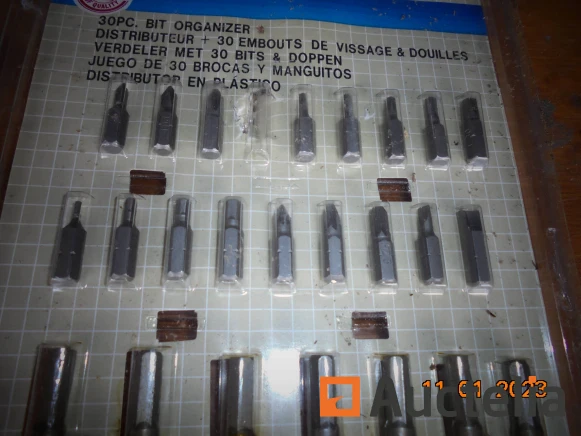 QUALITY
30PC. BIT ORGANIZER
DISTRIBUTEUR + 30 EMBOUTS DE VISSAGE & DOUILLES
VERDELER MET 30 BITS & DOPPEN
JUEGO DE 30 BROCAS Y MANGUITOS
DISTRIBUTOR EN PLÁSTICO
11 01 2023
Auctelia